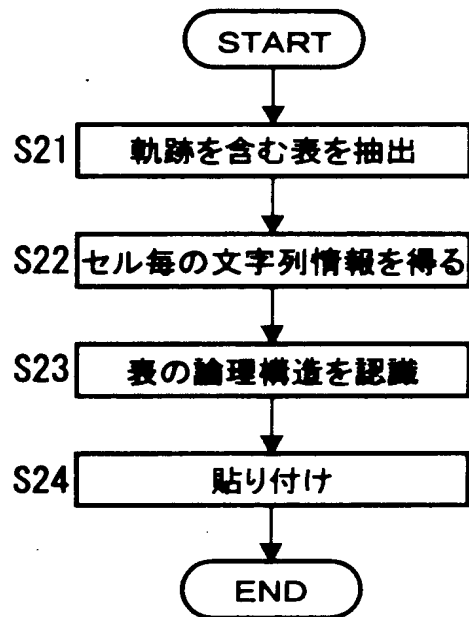 START
S21 軌跡を含む表を抽出
S22 セル毎の文字列情報を得る
S23 表の論理構造を認識
S24 貼り付け
END